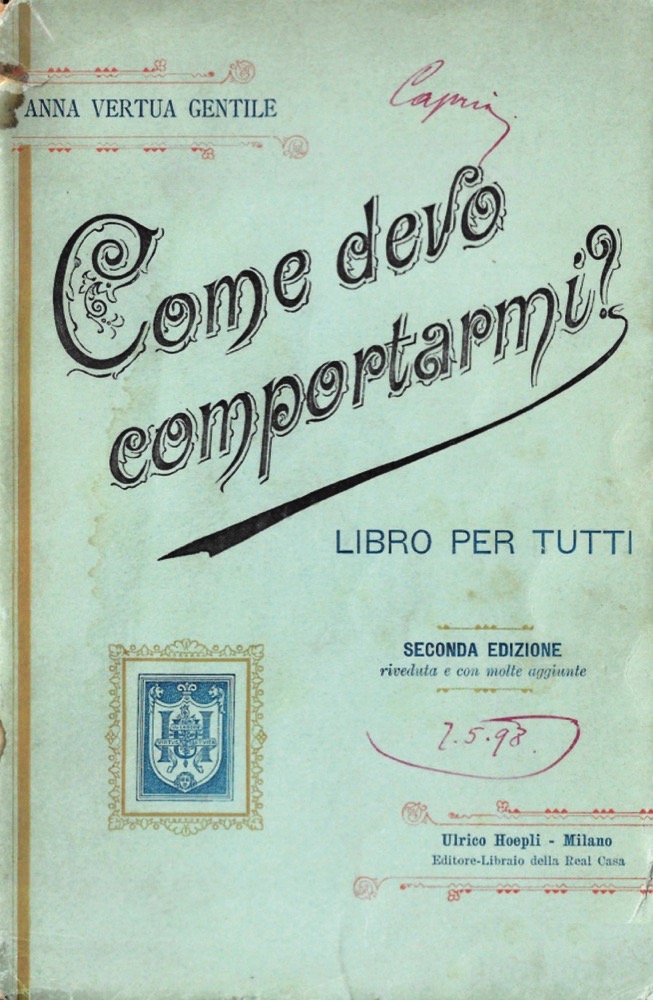 ANNA VERTUA GENTILE
Capri
Come devo
comportarmi?
LIBRO PER TUTTI
SECONDA EDIZIONE
riveduta e con molte aggiunte
7.5.98
Ulrico Hoepli - Milano
Editore-Libraio della Real Casa